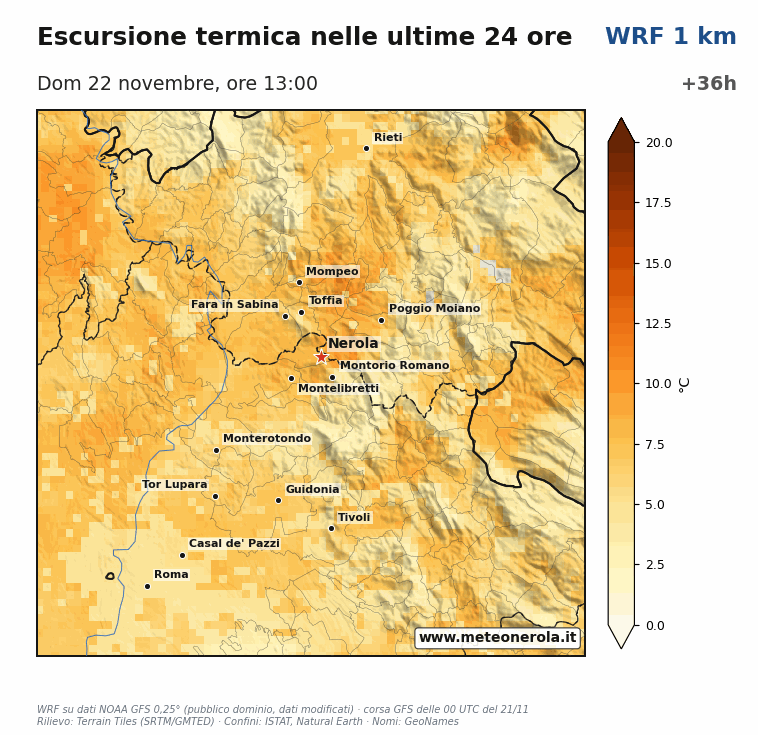 Escursione termica nelle ultime 24 ore
WRF 1 km
Dom 22 novembre, ore 13:00
+36h
Rieti
Mompeo
Fara in Sabina
Toffia
Poggio Moiano
Nerola
Montorio Romano
Montelibretti
Monterotondo
Tor Lupara
Guidonia
Tivoli
Casal de' Pazzi
Roma
www.meteonerola.it
20.0
17.5
15.0
12.5
10.0
7.5
5.0
2.5
0.0
°C
WRF su dati NOAA GFS 0,25° (pubblico dominio, dati modificati) · corsa GFS delle 00 UTC del 21/11
Rilievo: Terrain Tiles (SRTM/GMTED) · Confini: ISTAT, Natural Earth · Nomi: GeoNames